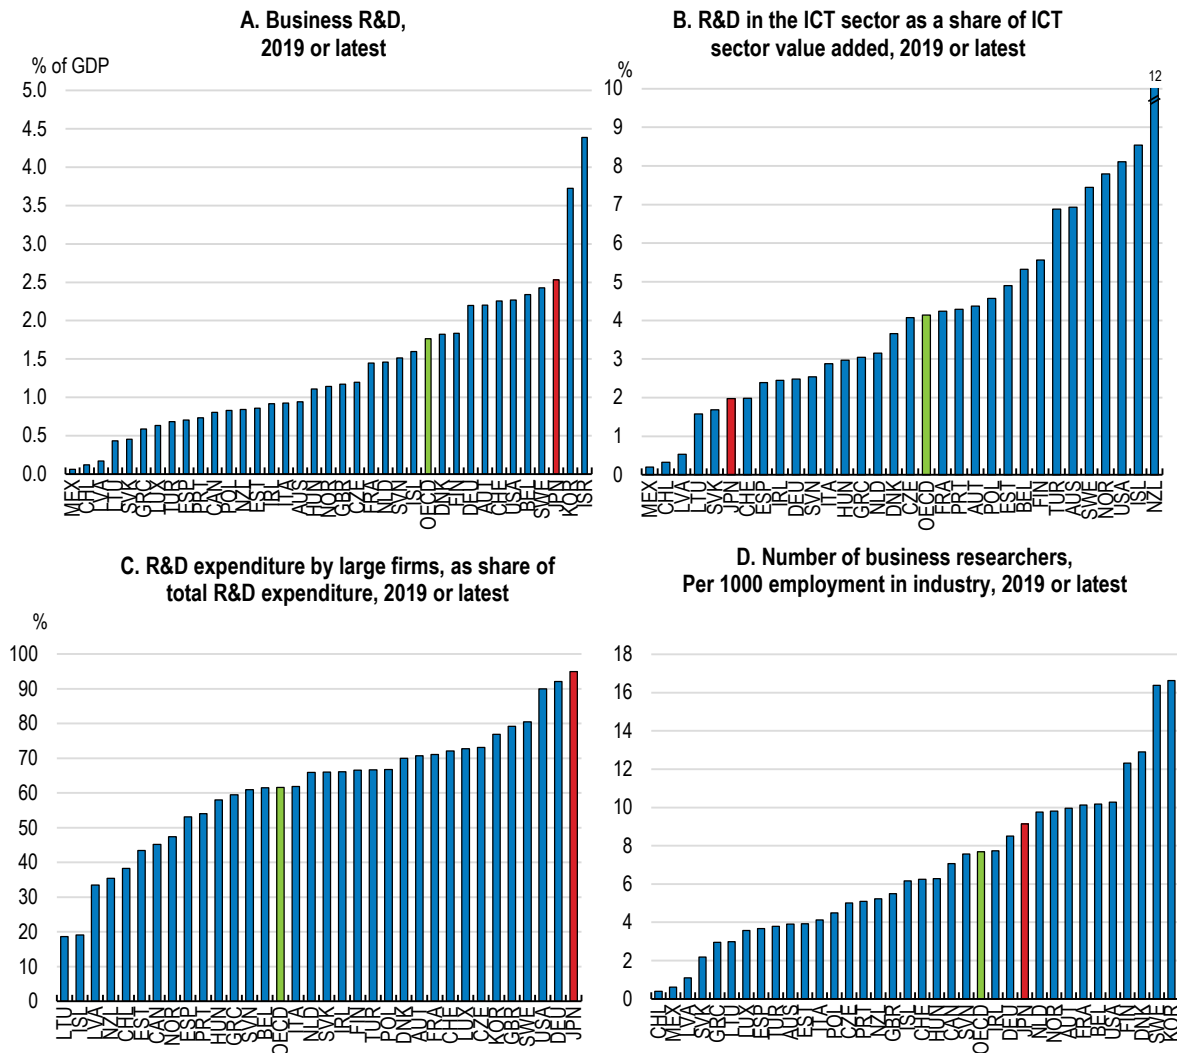 A. Business R&D,
2019 or latest
% of GDP
5.0
4.5
4.0
3.5
3.0
2.5
2.0
1.5
1.0
0.5
0.0
MEX
CHL
LVA
LTU
SVK
GRC
LUX
TUR
ESP
PRT
CAN
POL
NZL
EST
IRL
ITA
AUS
HUN
NOR
GBR
CZE
FRA
NLD
SVN
ISL
OECD
DNK
FIN
DEU
AUT
CHE
USA
BEL
SWE
JPN
KOR
ISR
B. R&D in the ICT sector as a share of ICT
sector value added, 2019 or latest
%
12
10
9
8
7
6
5
4
3
2
1
0
MEX
CHL
LVA
LTU
SVK
JPN
CHE
ESP
IRL
DEU
SVN
ITA
HUN
GRC
NLD
DNK
CZE
OECD
FRA
PRT
AUT
POL
EST
BEL
FIN
TUR
AUS
SWE
NOR
USA
ISL
NZL
C. R&D expenditure by large firms, as share of
total R&D expenditure, 2019 or latest
%
100
90
80
70
60
50
40
30
20
10
0
LTU
ISL
LVA
NZL
CHL
EST
CAN
NOR
ESP
PRT
HUN
GRC
SVN
BEL
OECD
ITA
NLD
SVK
IRL
FIN
TUR
POL
DNK
AUT
FRA
CHE
LUX
CZE
KOR
GBR
SWE
USA
DEU
JPN
D. Number of business researchers,
Per 1000 employment in industry, 2019 or latest
18
16
14
12
10
8
6
4
2
0
CHL
MEX
LVA
SVK
GRC
LTU
LUX
ESP
TUR
AUS
EST
ITA
POL
CZE
PRT
NZL
GBR
ISL
CHE
HUN
CAN
SVN
OECD
IRL
DEU
JPN
NLD
NOR
AUT
FRA
BEL
USA
FIN
DNK
SWE
KOR